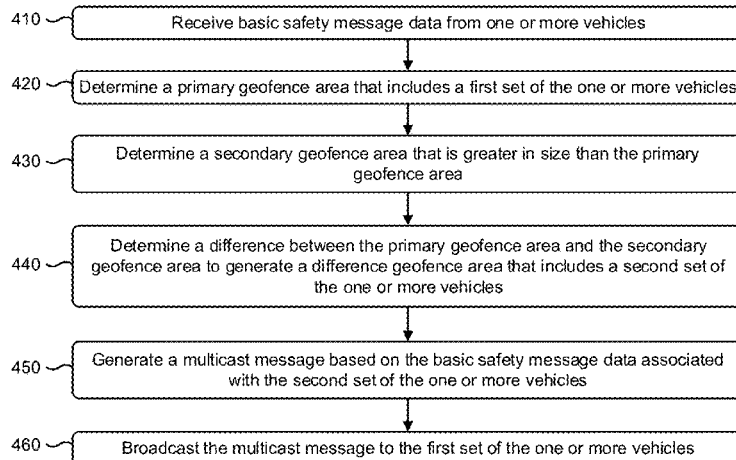 410
Receive basic safety message data from one or more vehicles
420
Determine a primary geofence area that includes a first set of the one or more vehicles
430
Determine a secondary geofence area that is greater in size than the primary
geofence area
440
Determine a difference between the primary geofence area and the secondary
geofence area to generate a difference geofence area that includes a second set of
the one or more vehicles
450
Generate a multicast message based on the basic safety message data associated
with the second set of the one or more vehicles
460
Broadcast the multicast message to the first set of the one or more vehicles